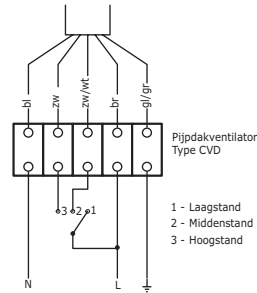 bl
zw
zw/wt
br
gl/gr
Pijpdakventilator
Type CVD
3 2 1
1 - Laagstand
2 - Middenstand
3 - Hoogstand
N
L